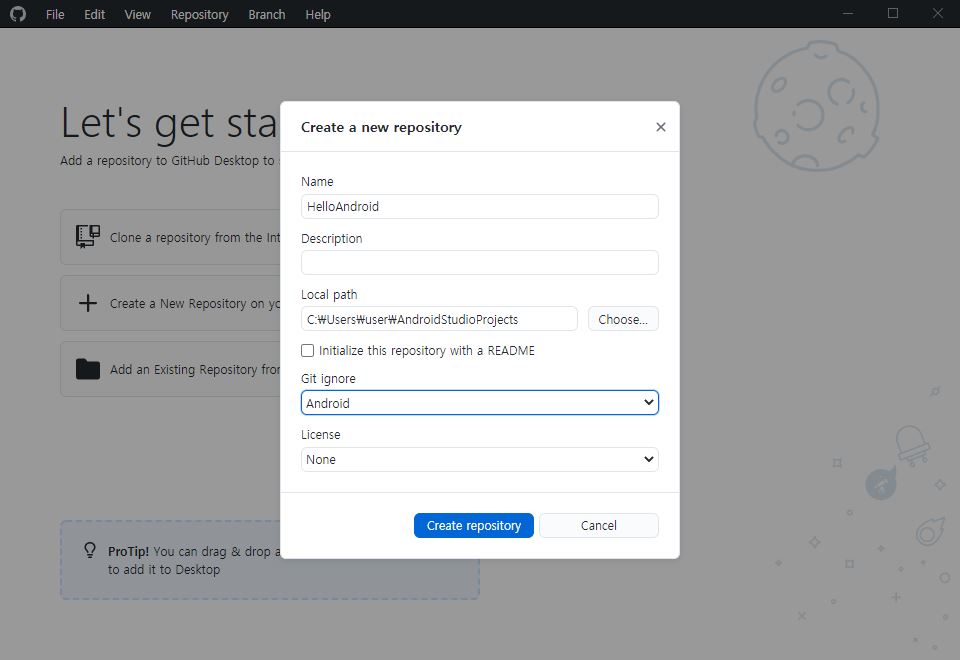 File Edit View Repository Branch Help
Let's get sta
Add a repository to GitHub Desktop to
Clone a repository from the Int
Create a New Repository on yo
Add an Existing Repository from
ProTip! You can drag & drop a
to add it to Desktop
Create a new repository
Name
HelloAndroid
Description
Local path
C:₩Users₩user₩AndroidStudioProjects
Choose...
Initialize this repository with a README
Git ignore
Android
License
None
Create repository
Cancel